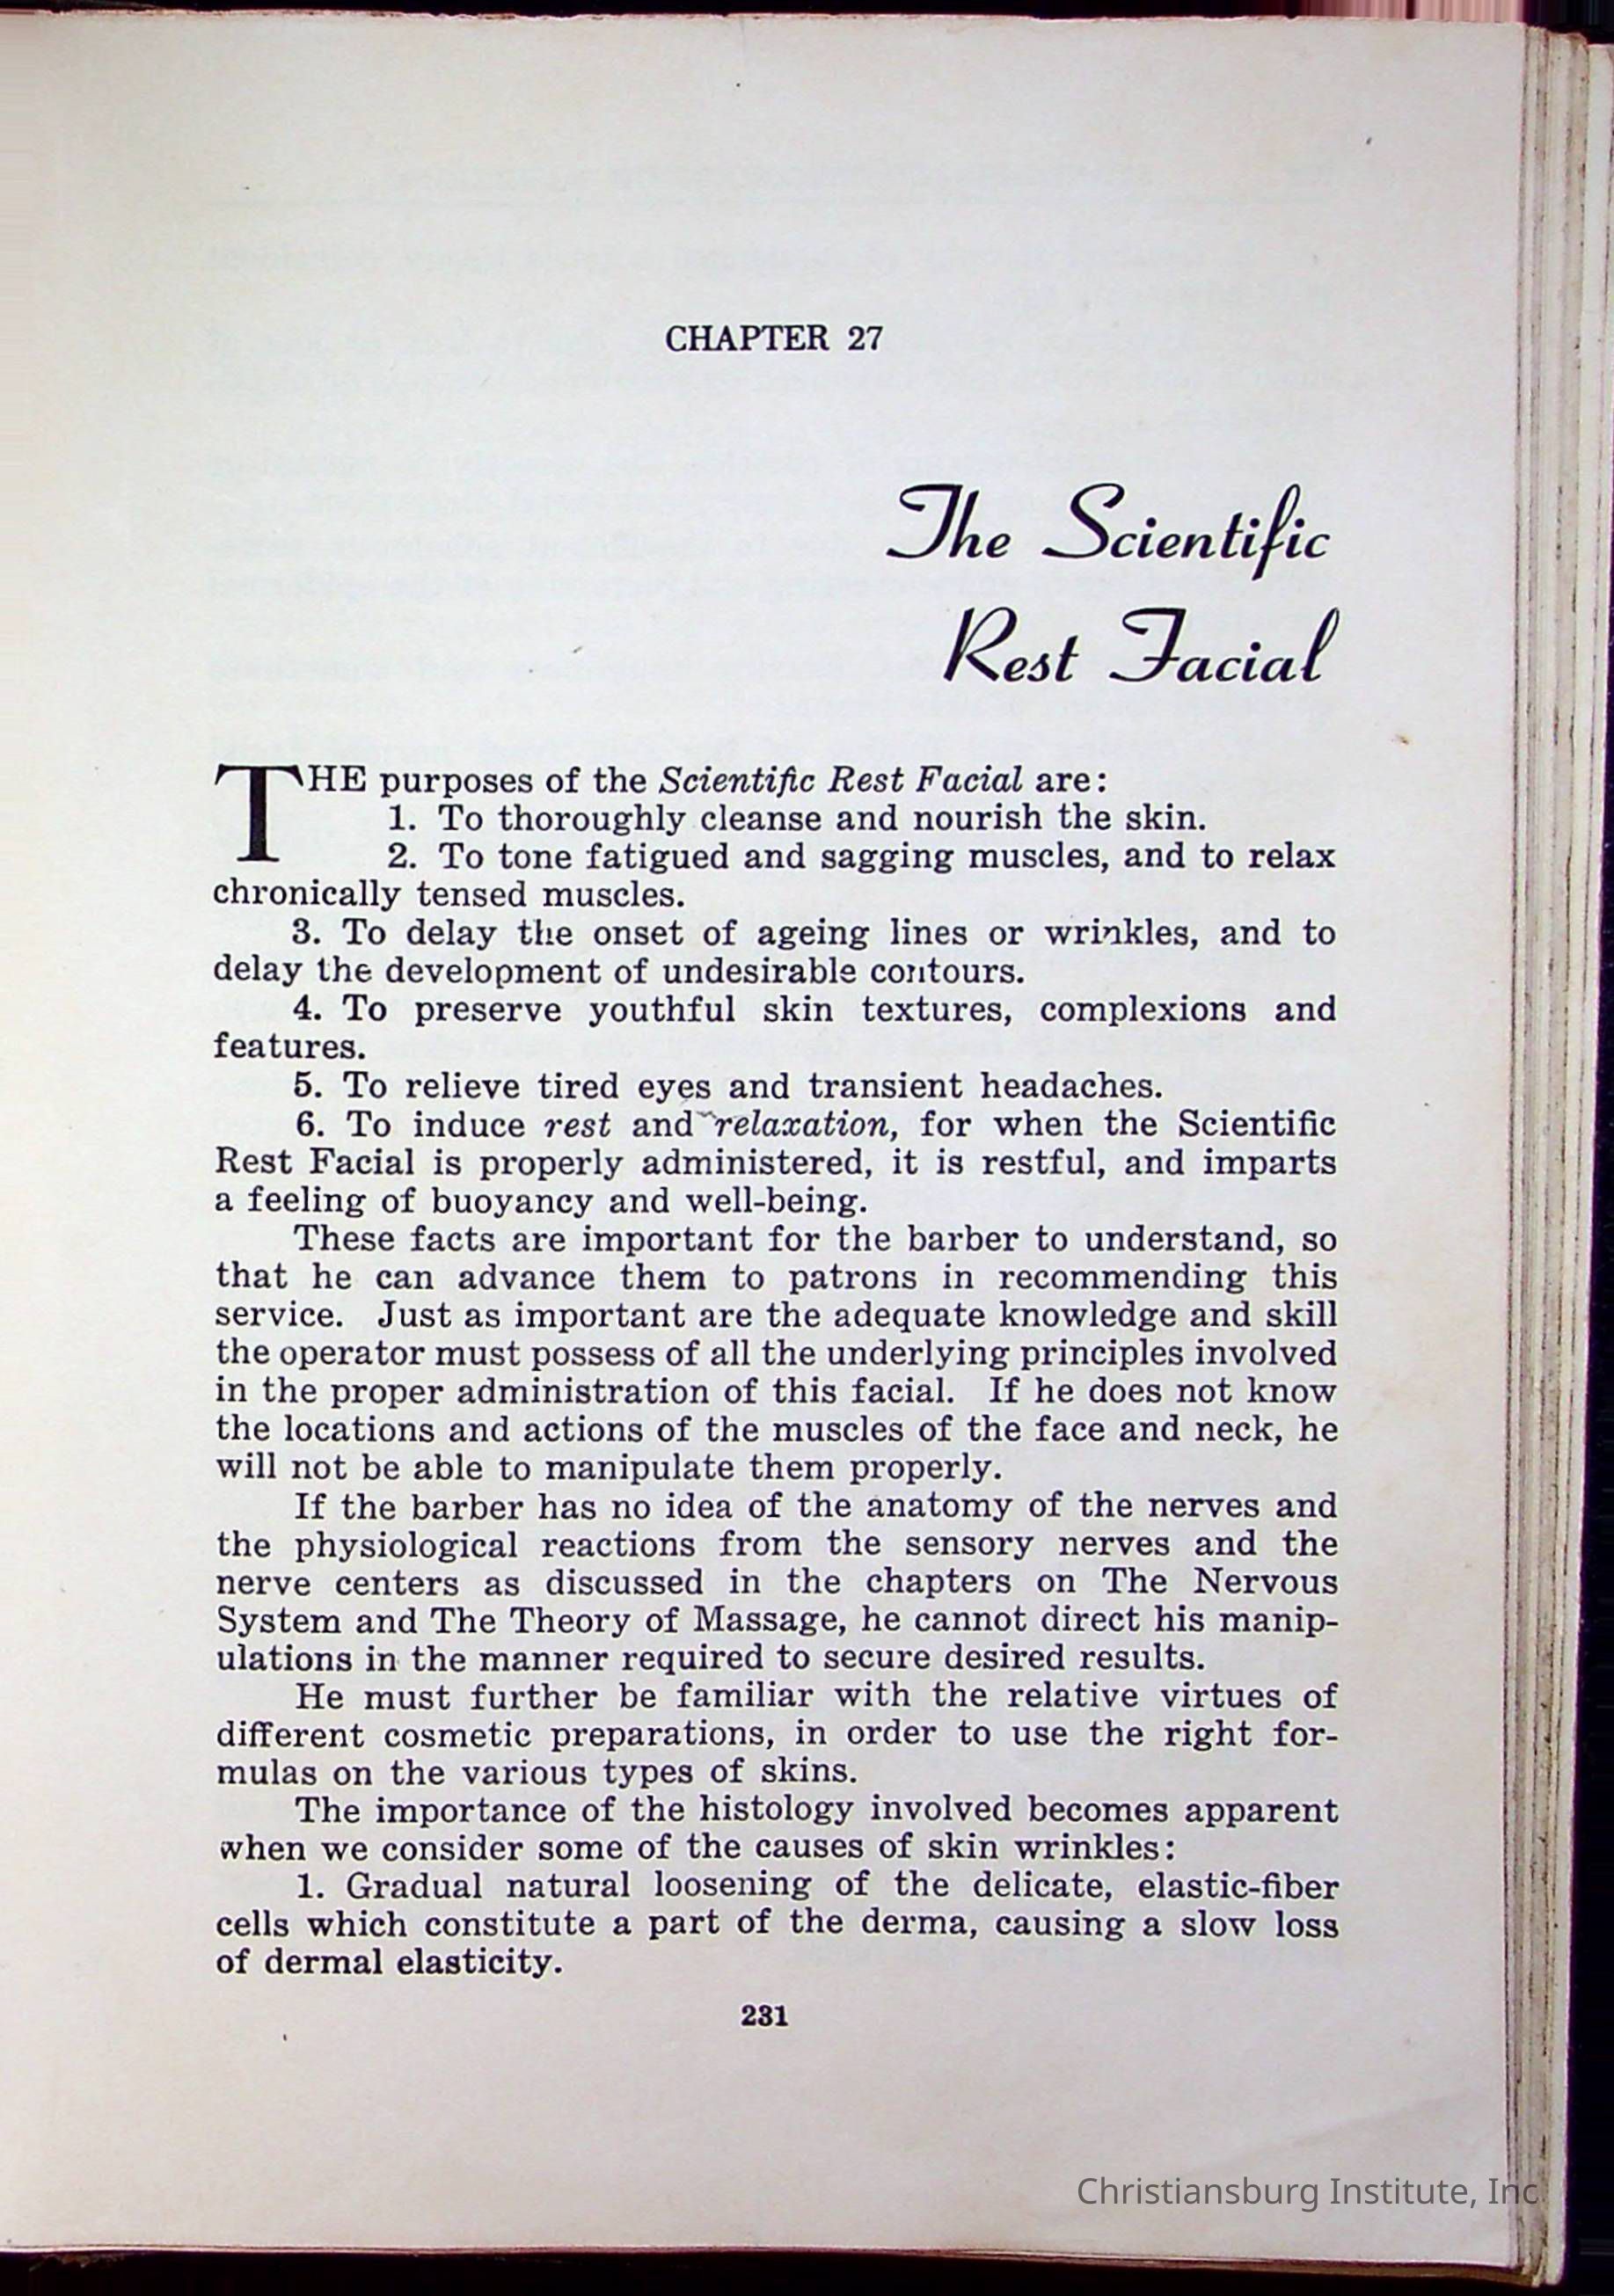 CHAPTER 27
The Scientific
Rest Facial
THE purposes of the Scientific Rest Facial are:
1. To thoroughly cleanse and nourish the skin.
2. To tone fatigued and sagging muscles, and to relax
chronically tensed muscles.
3. To delay the onset of ageing lines or wrinkles, and to
delay the development of undesirable contours.
4. To preserve youthful skin textures, complexions and
features.
5. To relieve tired eyes and transient headaches.
6. To induce rest and relaxation, for when the Scientific
Rest Facial is properly administered, it is restful, and imparts
a feeling of buoyancy and well-being.
These facts are important for the barber to understand, so
that he can advance them to patrons in recommending this
service. Just as important are the adequate knowledge and skill
the operator must possess of all the underlying principles involved
in the proper administration of this facial. If he does not know
the locations and actions of the muscles of the face and neck, he
will not be able to manipulate them properly.
If the barber has no idea of the anatomy of the nerves and
the physiological reactions from the sensory nerves and the
nerve centers as discussed in the chapters on The Nervous
System and The Theory of Massage, he cannot direct his manip-
ulations in the manner required to secure desired results.
He must further be familiar with the relative virtues of
different cosmetic preparations, in order to use the right for-
mulas on the various types of skins.
The importance of the histology involved becomes apparent
when we consider some of the causes of skin wrinkles:
1. Gradual natural loosening of the delicate, elastic-fiber
cells which constitute a part of the derma, causing a slow loss
of dermal elasticity.
231
Christiansburg Institute, Inc